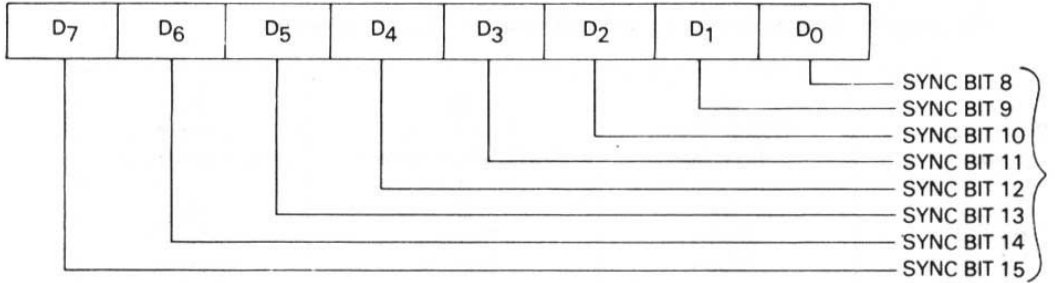 D7 D6 D5 D4 D3 D2 D1 D0
SYNC BIT 8
SYNC BIT 9
SYNC BIT 10
SYNC BIT 11
SYNC BIT 12
SYNC BIT 13
SYNC BIT 14
SYNC BIT 15